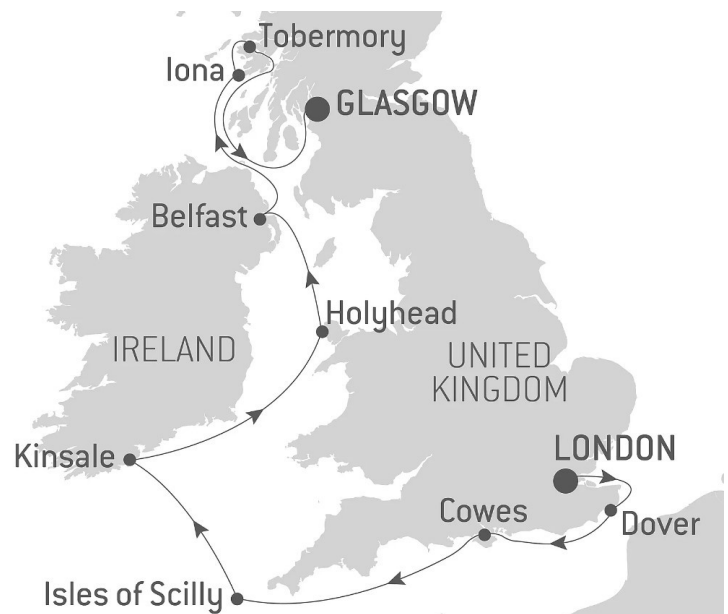 Tobermory
Iona
GLASGOW
Belfast
Holyhead
IRELAND
UNITED
KINGDOM
Kinsale
LONDON
Cowes
Dover
Isles of Scilly